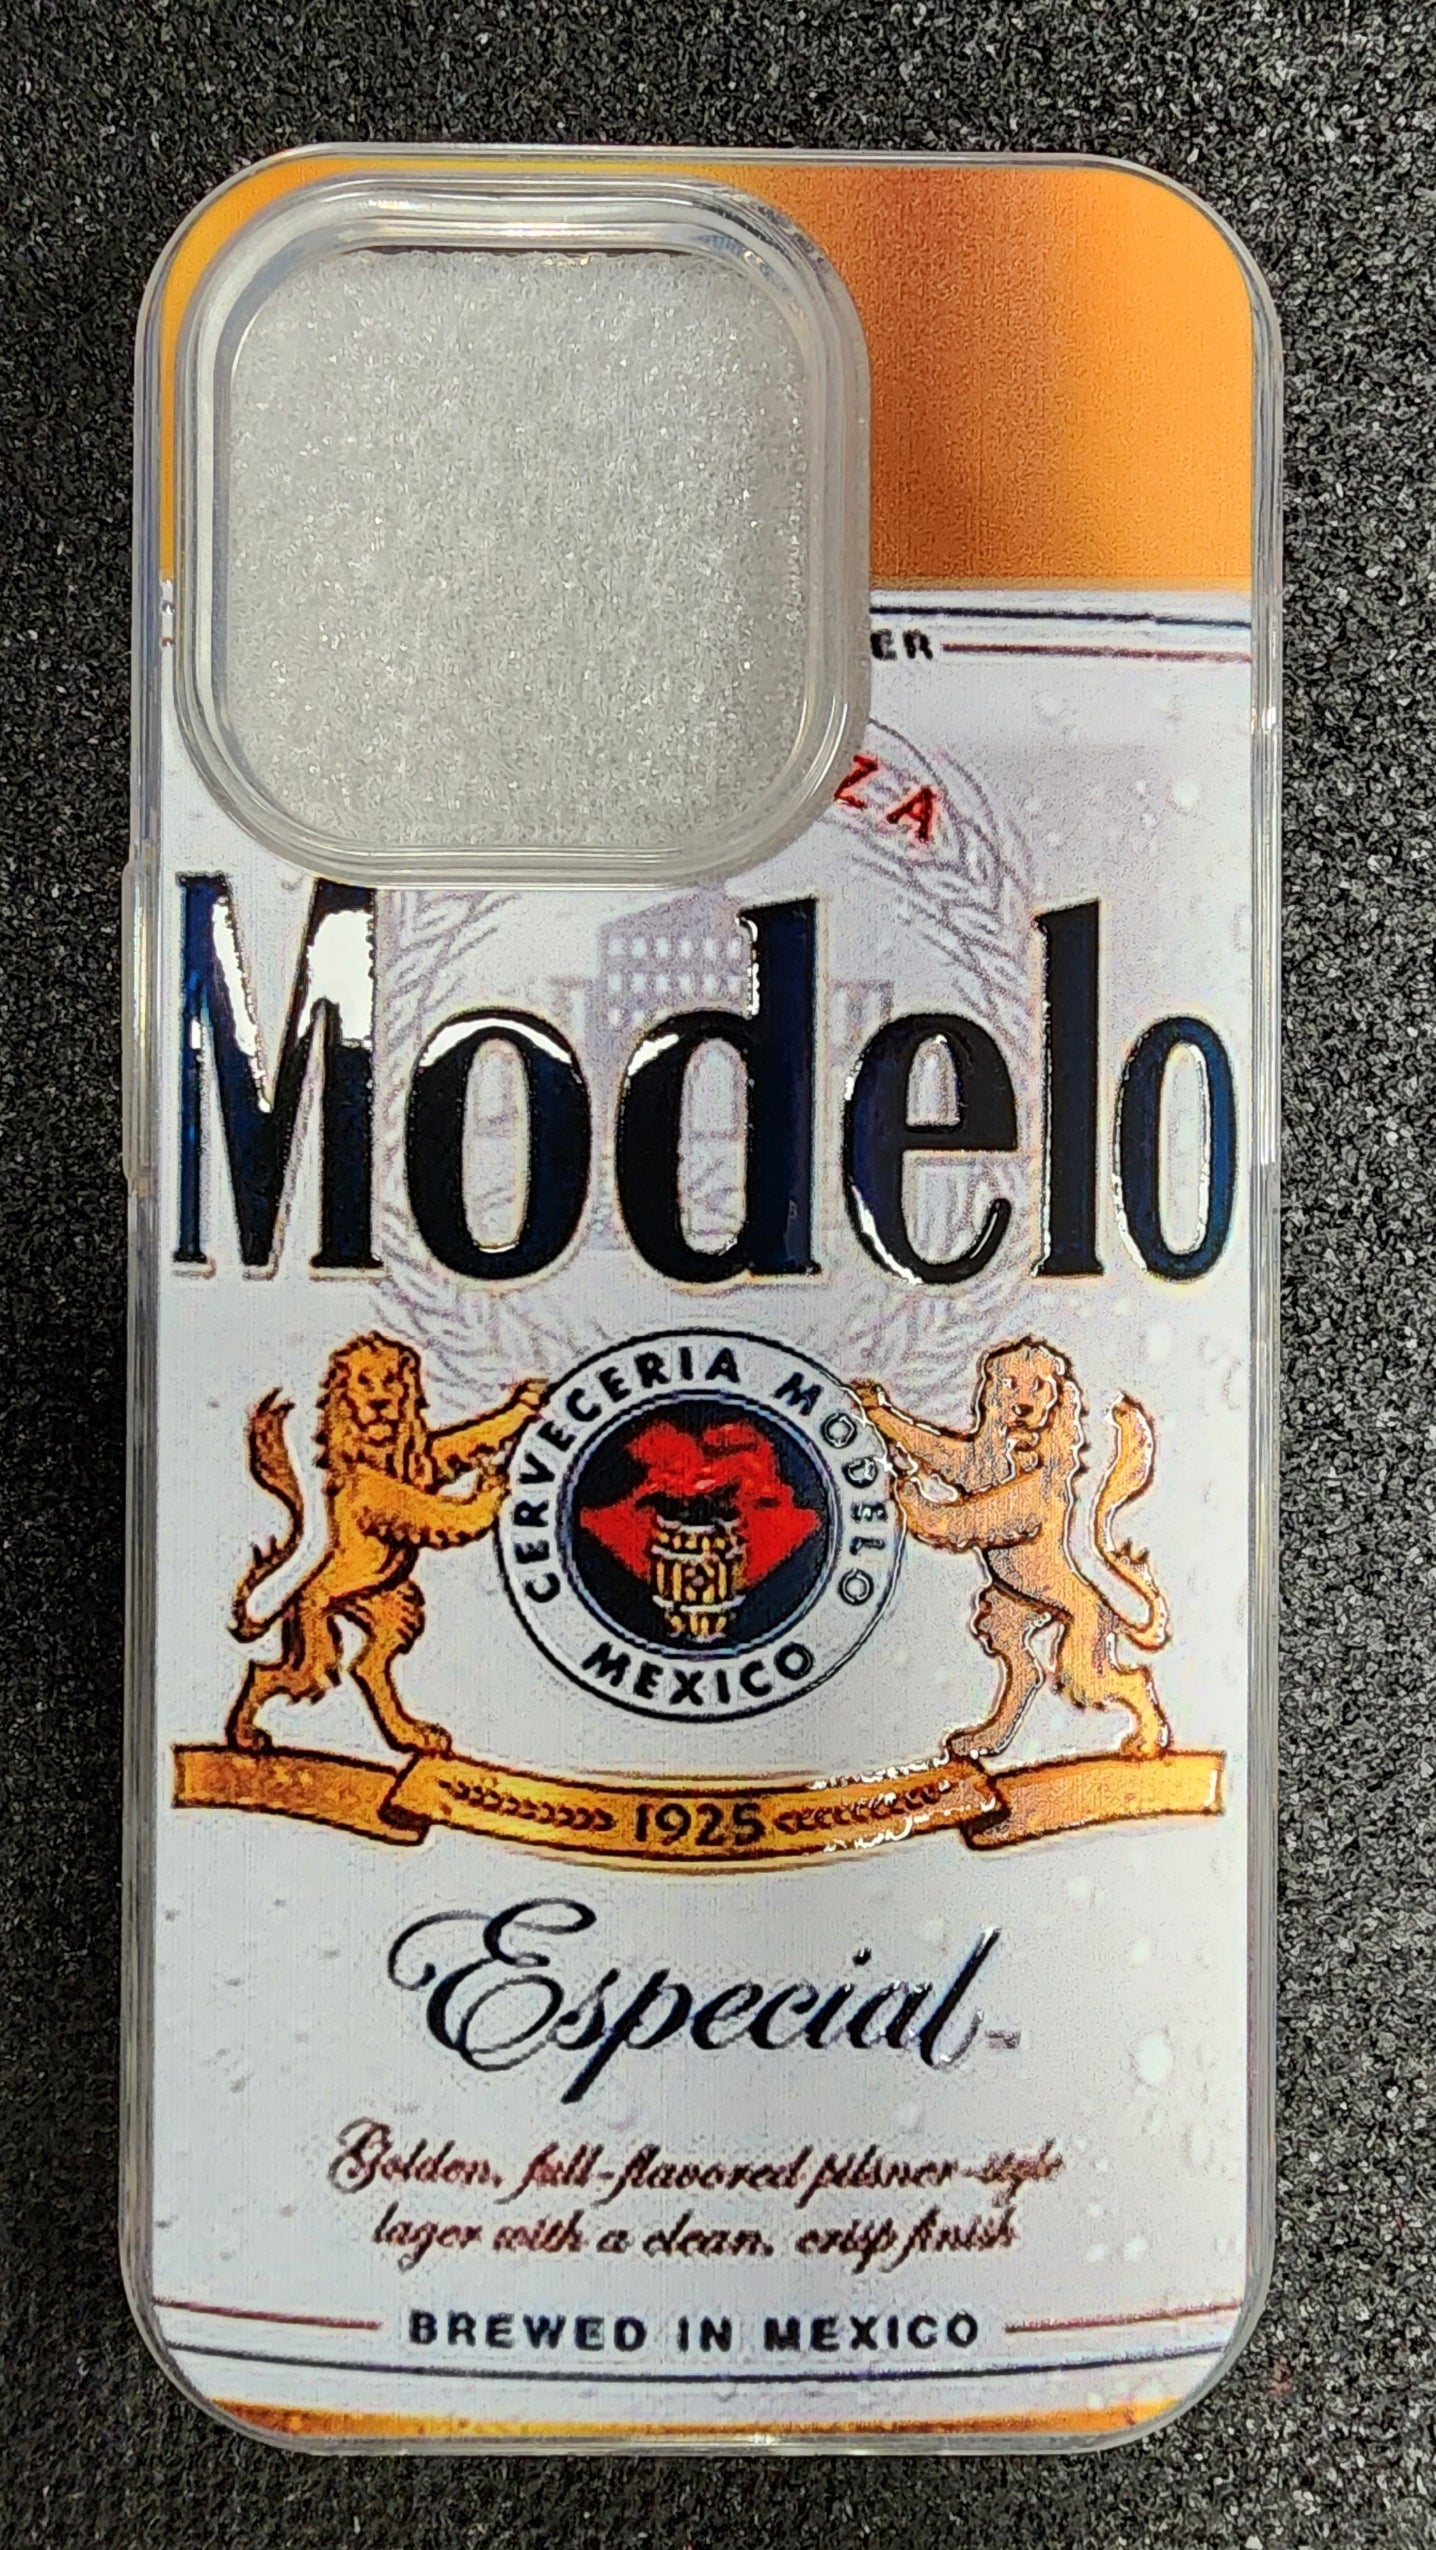 ER
ZA
Modelo
CERVECERIA MODELO
MEXICO
1925
Especial
Golden, full-flavored pilsner-style
lager with a clean, crisp finish
BREWED IN MEXICO